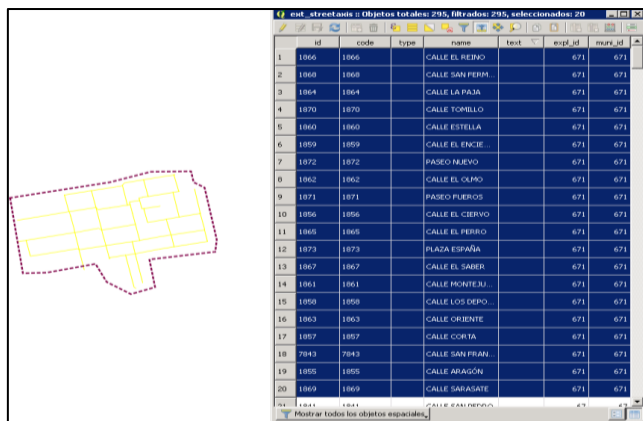 ext_streetaxis :: Objetos totales: 295, filtrados: 295, seleccionados: 20
id code type name text expl_id muni_id
1 1866 1866 CALLE EL REINO 671 671
2 1868 1868 CALLE SAN FERM... 671 671
3 1864 1864 CALLE LA PAJA 671 671
4 1870 1870 CALLE TOMILLO 671 671
5 1860 1860 CALLE ESTELLA 671 671
6 1859 1859 CALLE EL ENCIE... 671 671
7 1872 1872 PASEO NUEVO 671 671
8 1862 1862 CALLE EL OLMO 671 671
9 1871 1871 PASEO FUEROS 671 671
10 1856 1856 CALLE EL CIERVO 671 671
11 1865 1865 CALLE EL PERRO 671 671
12 1873 1873 PLAZA ESPAÑA 671 671
13 1867 1867 CALLE EL SABER 671 671
14 1861 1861 CALLE MONTEJU... 671 671
15 1858 1858 CALLE LOS DEPO... 671 671
16 1863 1863 CALLE ORIENTE 671 671
17 1857 1857 CALLE CORTA 671 671
18 7843 7843 CALLE SAN FRAN... 671 671
19 1855 1855 CALLE ARAGÓN 671 671
20 1869 1869 CALLE SARASATE 671 671
21 1841 1841 CALLE SAN PEDRO 67 67
Mostrar todos los objetos espaciales